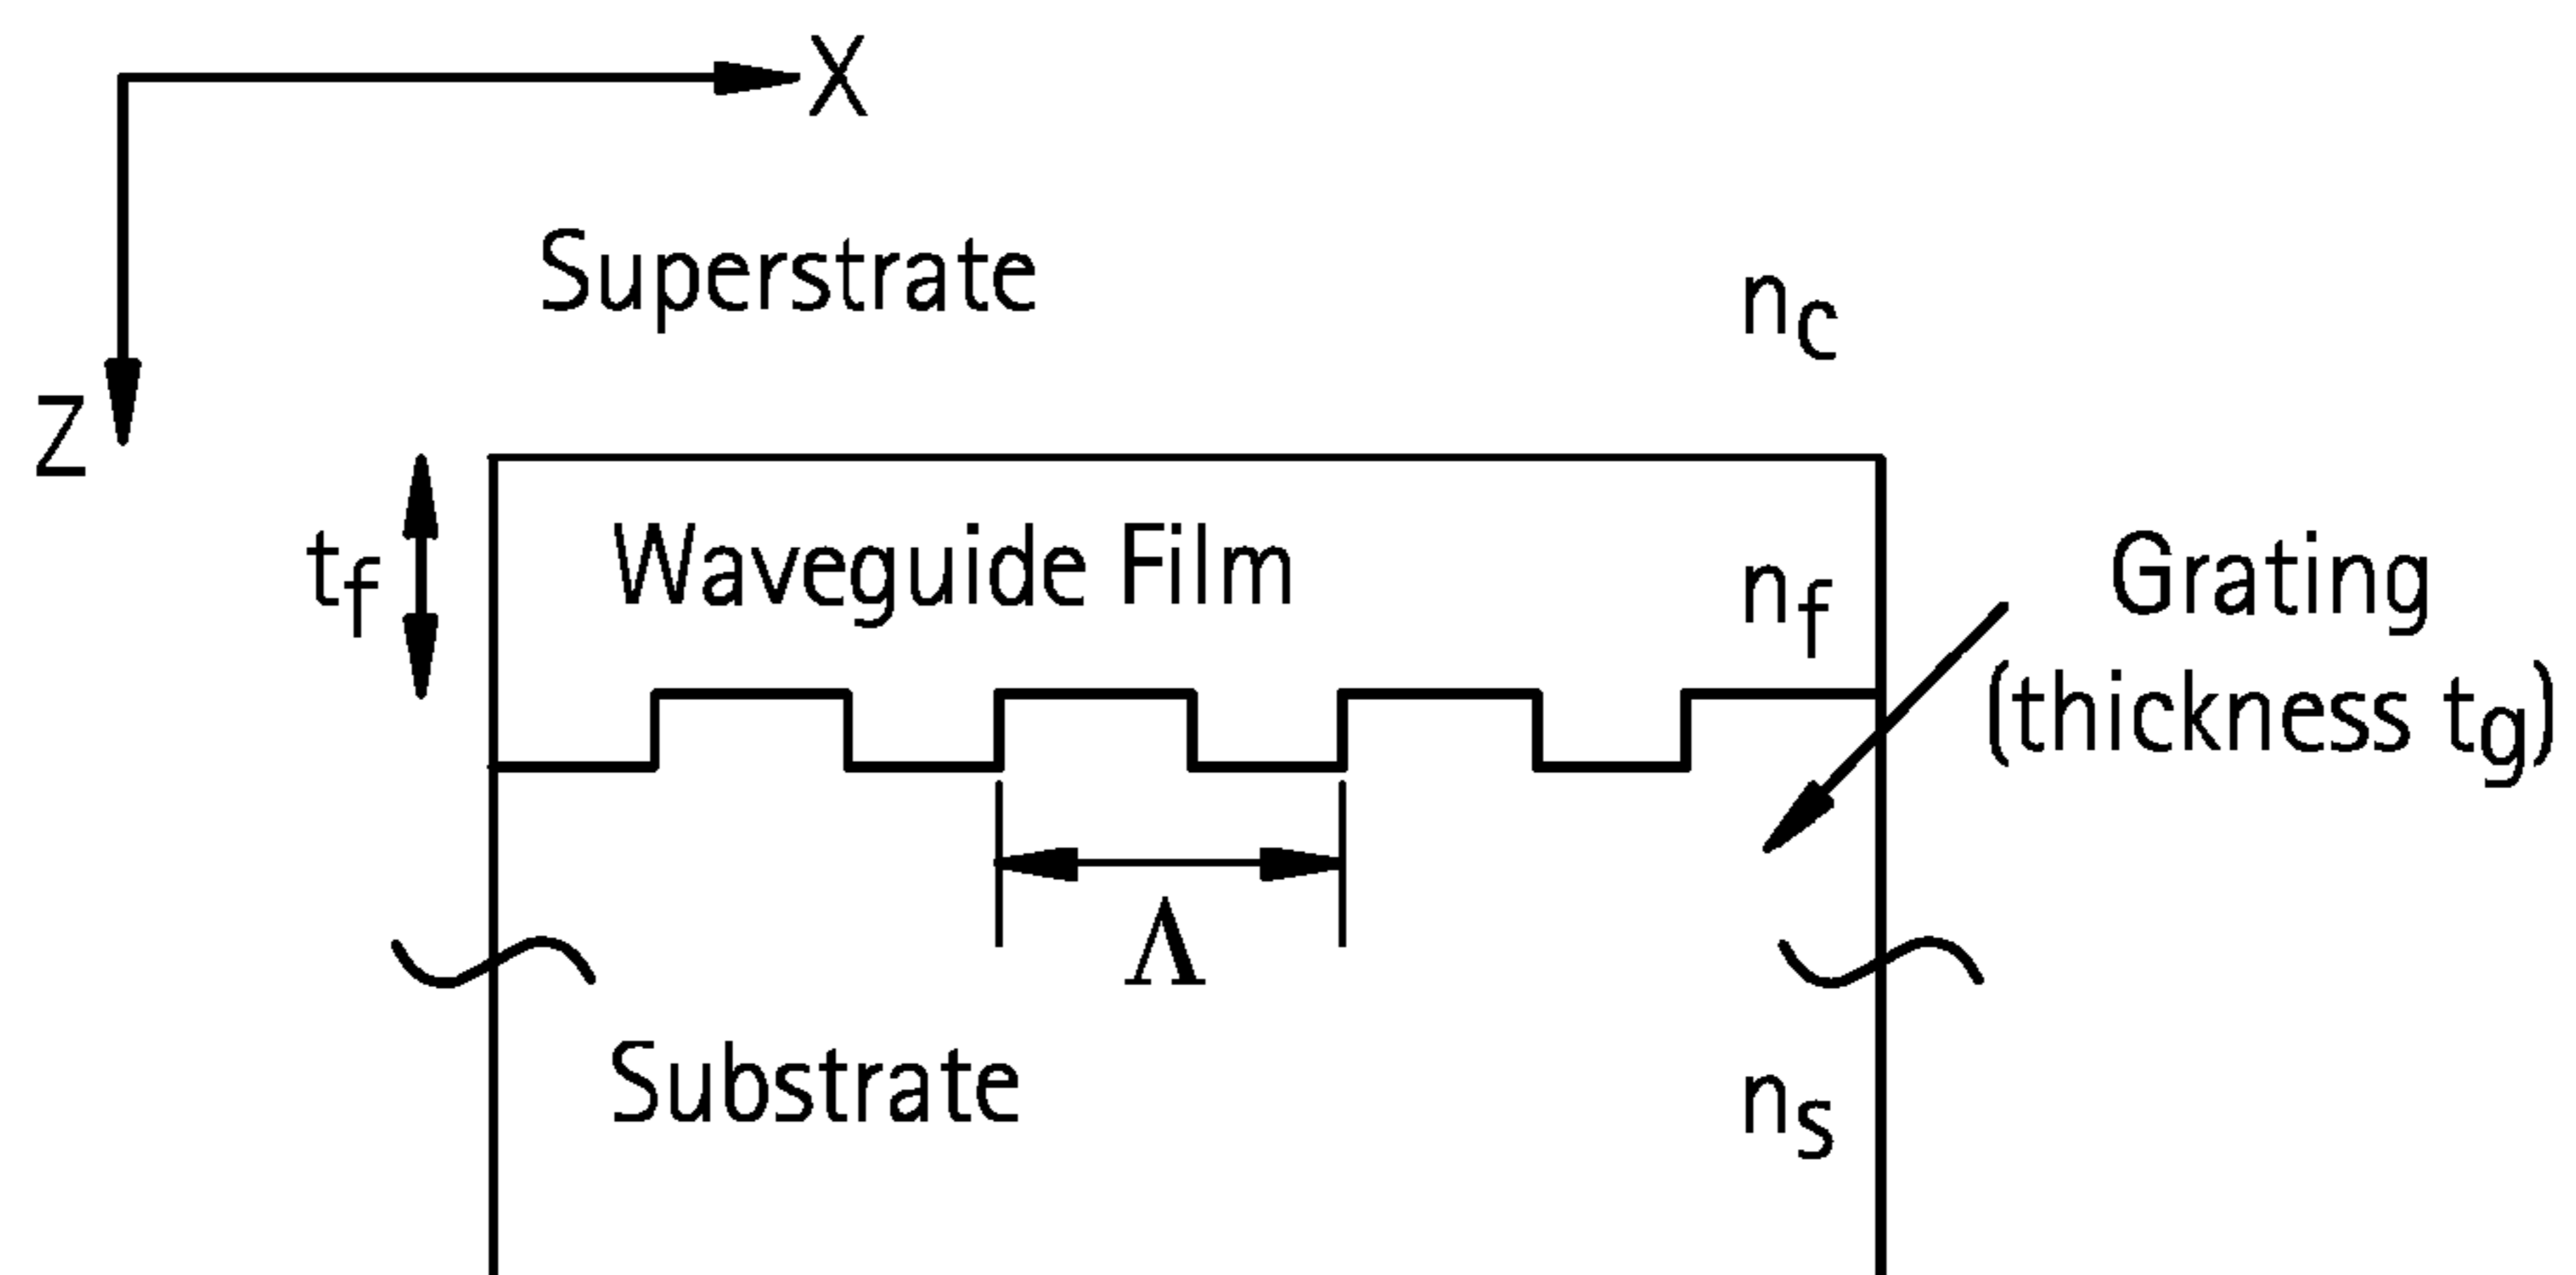 X
Z
Superstrate
n_c
t_f
Waveguide Film
n_f
Grating
(thickness t_g)
Λ
Substrate
n_s